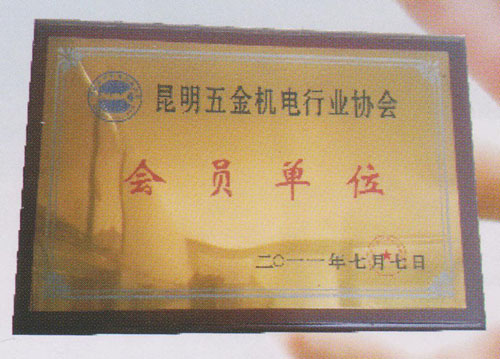 昆明五金机电行业协会
会员单位
二〇一一年七月七日